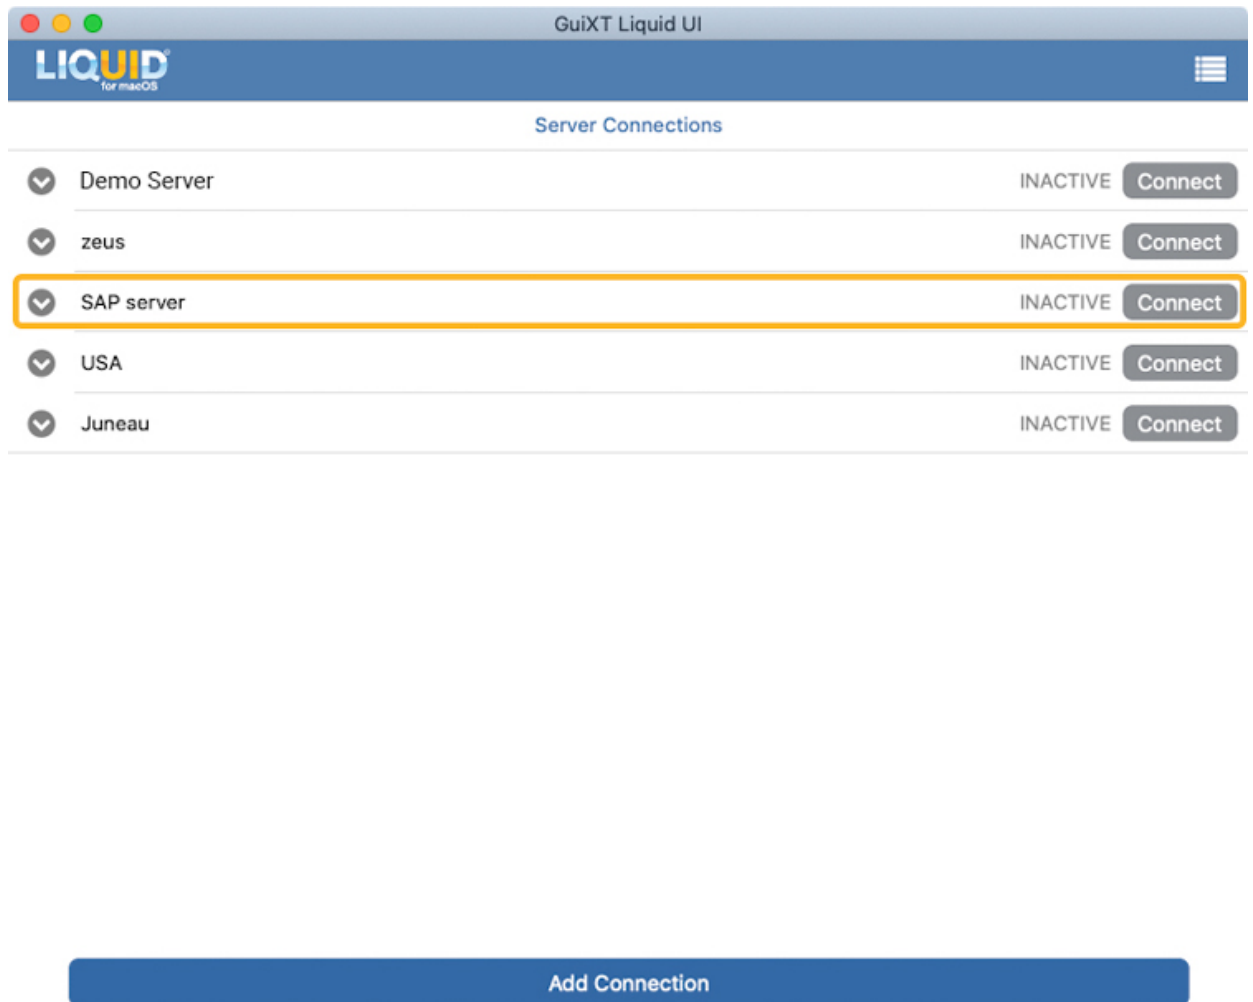 GuiXT Liquid UI
LIQUID®
for macOS
Server Connections
Demo Server INACTIVE Connect
zeus INACTIVE Connect
SAP server INACTIVE Connect
USA INACTIVE Connect
Juneau INACTIVE Connect
Add Connection